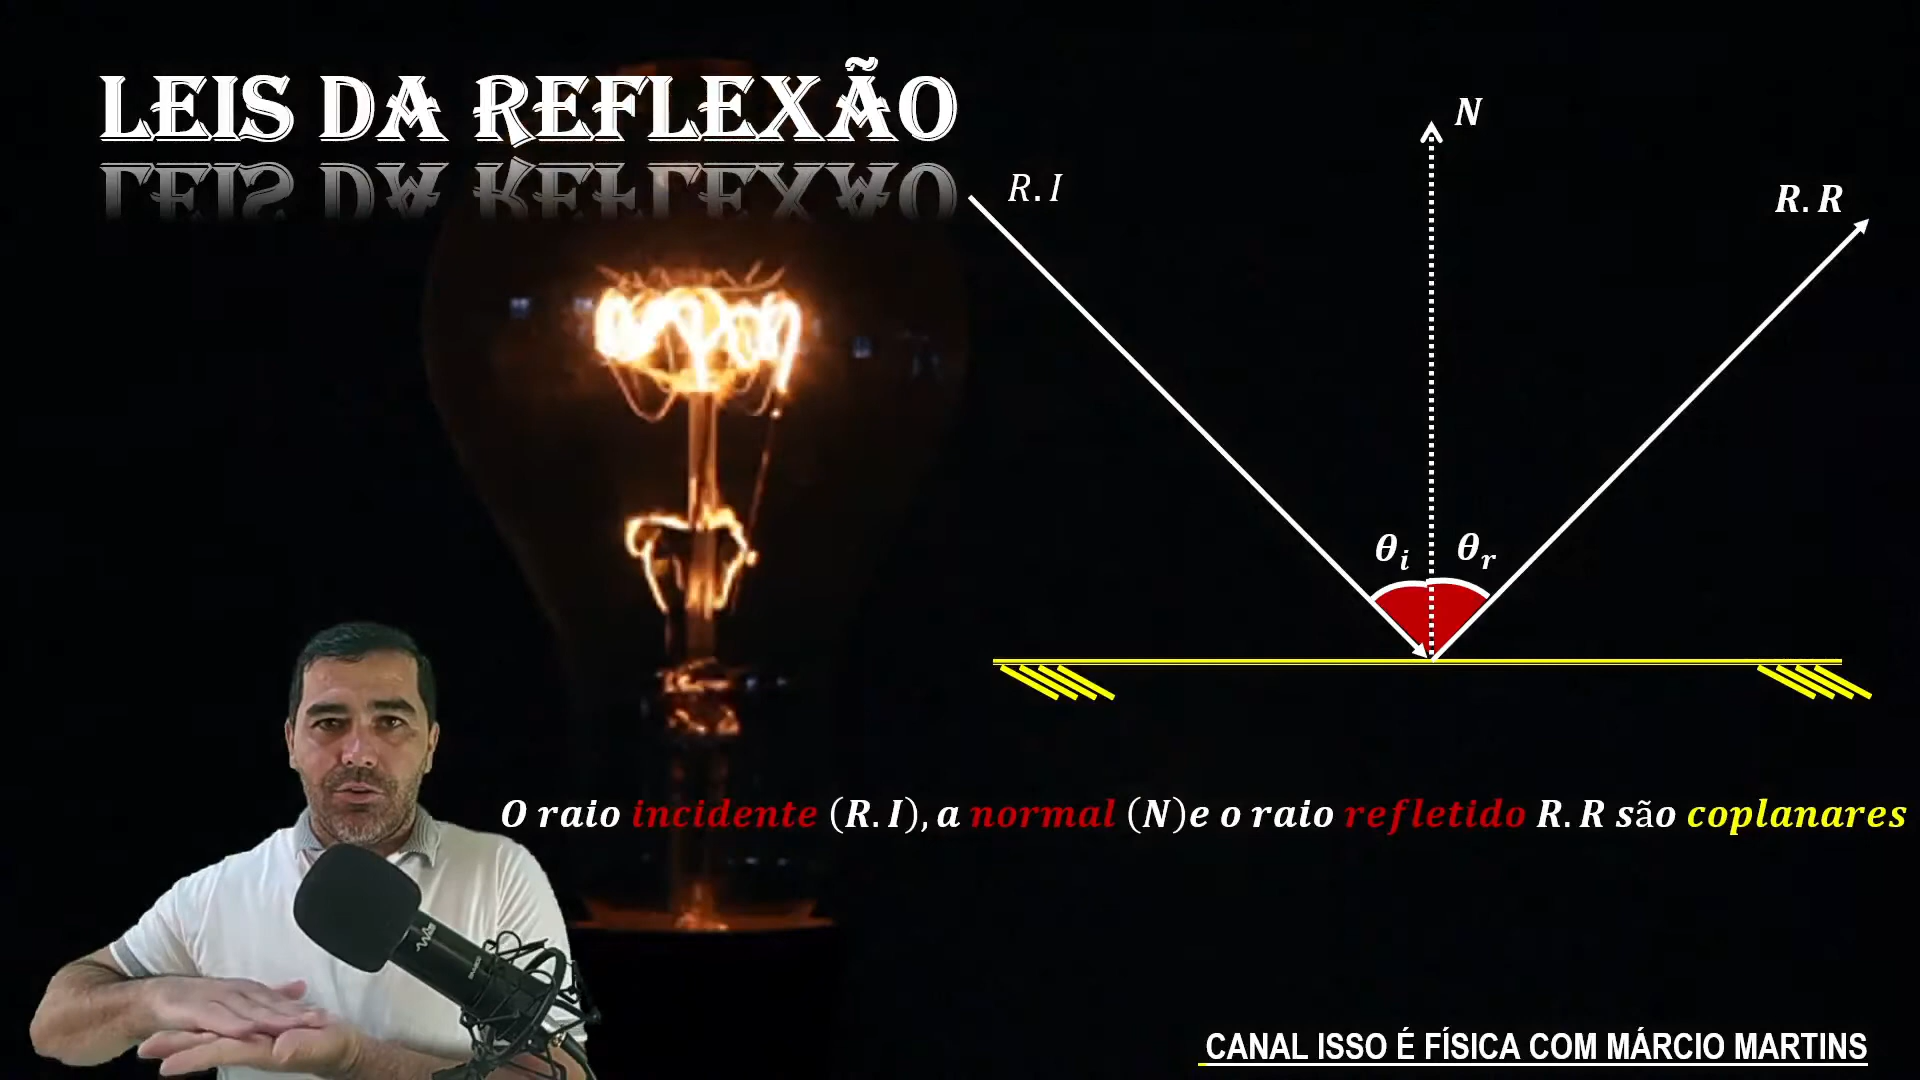 LEIS DA REFLEXÃO
N
R.I
R.R
θi θr
O raio incidente (R.I), a normal (N)e o raio refletido R.R são coplanares
CANAL ISSO É FÍSICA COM MÁRCIO MARTINS